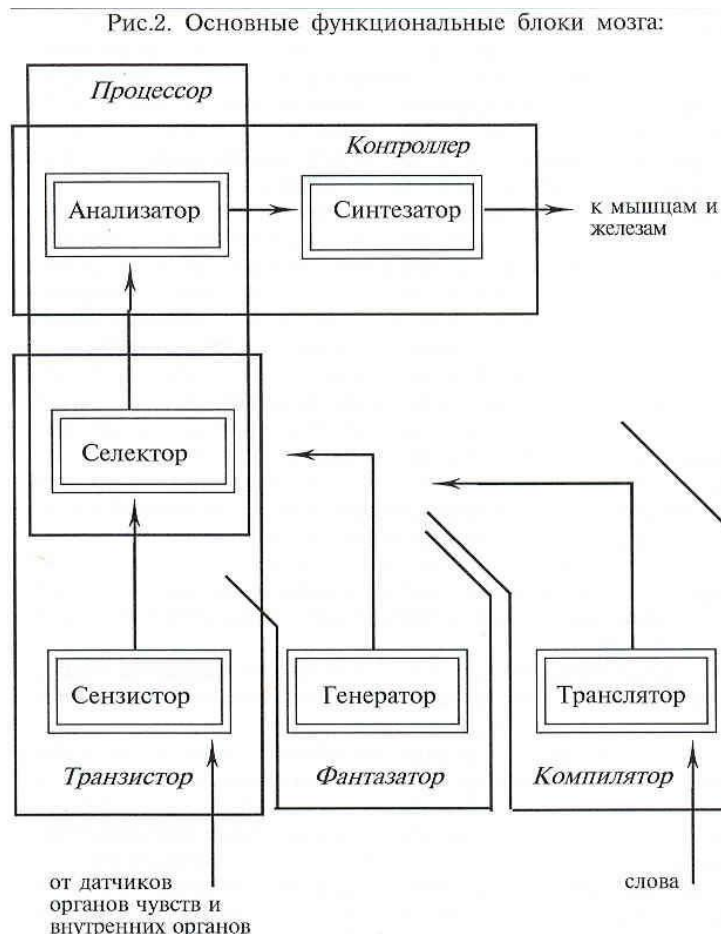 Рис.2. Основные функциональные блоки мозга:
Процессор
Контроллер
Анализатор
Синтезатор
к мышцам и
железам
Селектор
Сензистор
Генератор
Транслятор
Транзистор
Фантазатор
Компилятор
от датчиков
органов чувств и
внутренних органов
слова